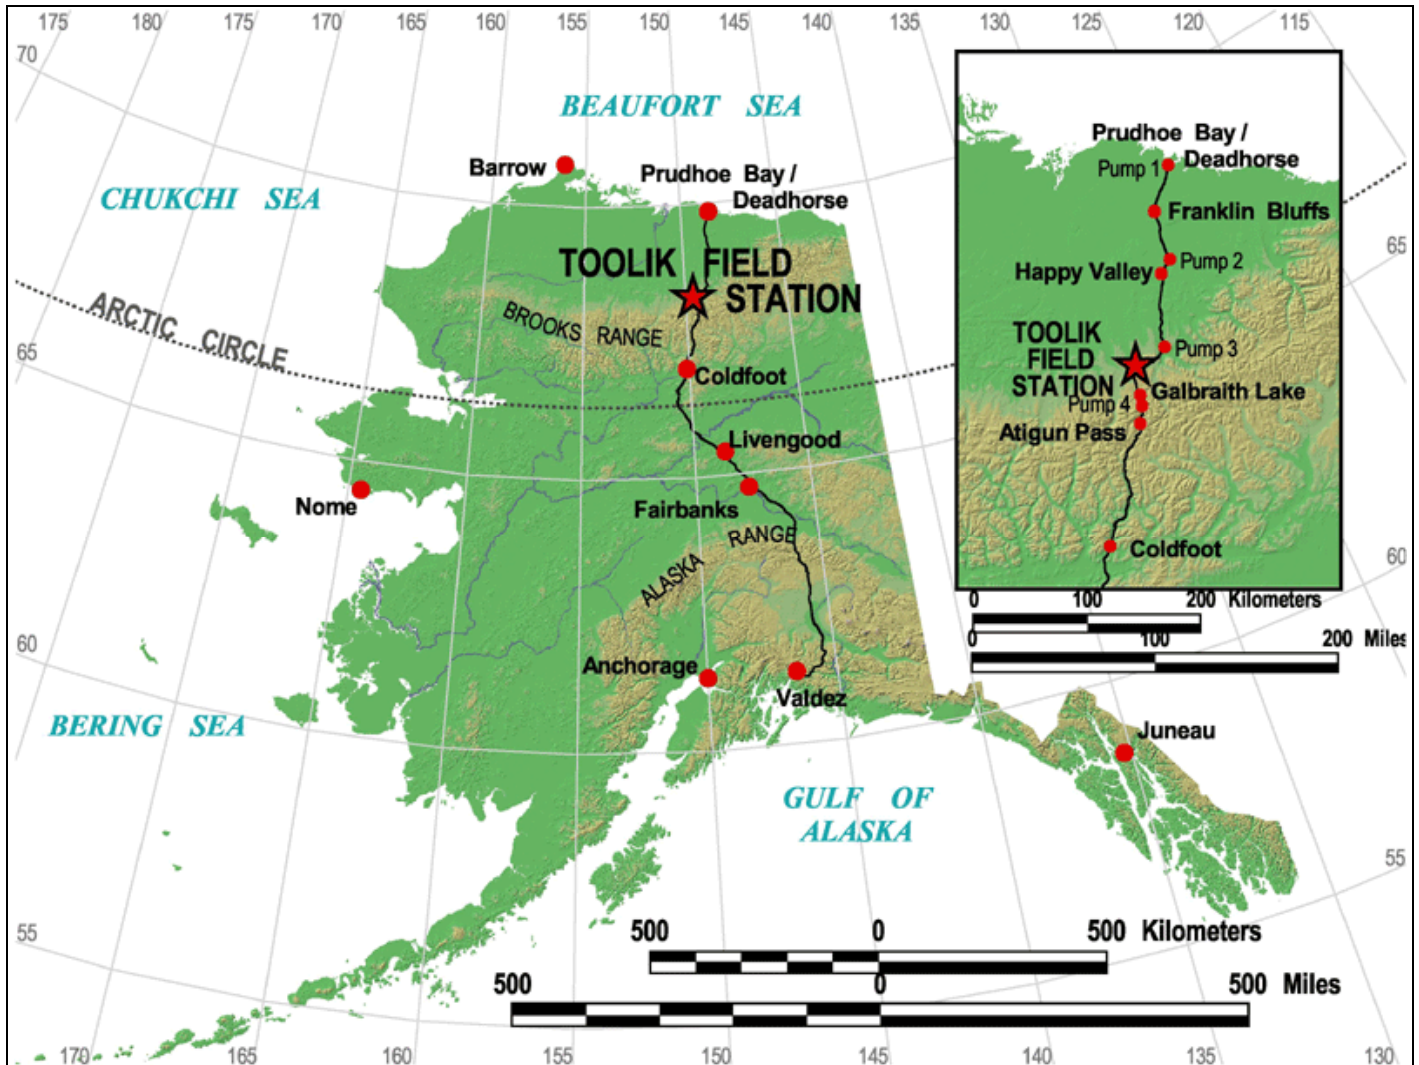 175 180 175 170 165 160 155 150 145 140 135 130 125 120 115
70
BEAUFORT SEA
Barrow
Prudhoe Bay /
Deadhorse
CHUKCHI SEA
TOOLIK FIELD
STATION
BROOKS RANGE
ARCTIC CIRCLE
65
Coldfoot
Livengood
Nome
Fairbanks
ALASKA RANGE
60
Anchorage
Valdez
BERING SEA
Juneau
GULF OF
ALASKA
55
Prudhoe Bay /
Deadhorse
Pump 1
Franklin Bluffs
Pump 2
Happy Valley
TOOLIK
FIELD
STATION
Pump 3
Galbraith Lake
Pump 4
Atigun Pass
Coldfoot
0 100 200 Kilometers
0 100 200 Miles
65
60
55
500 0 500 Kilometers
500 0 500 Miles
170 165 160 155 150 145 140 135 130